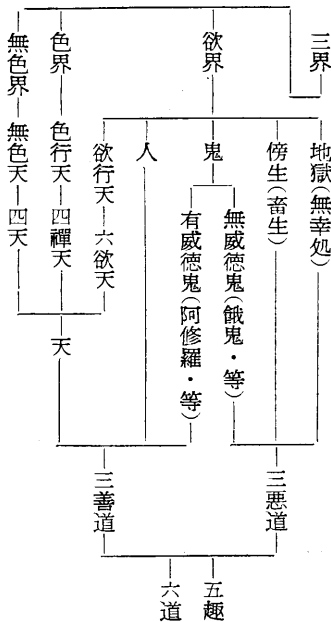 三界
欲界
色界
無色界
地獄(無幸処)
傍生(畜生)
鬼
無威徳鬼(餓鬼・等)
有威徳鬼(阿修羅・等)
人
欲行天
六欲天
色行天
四禪天
無色天
四天
天
三悪道
三善道
五趣
六道